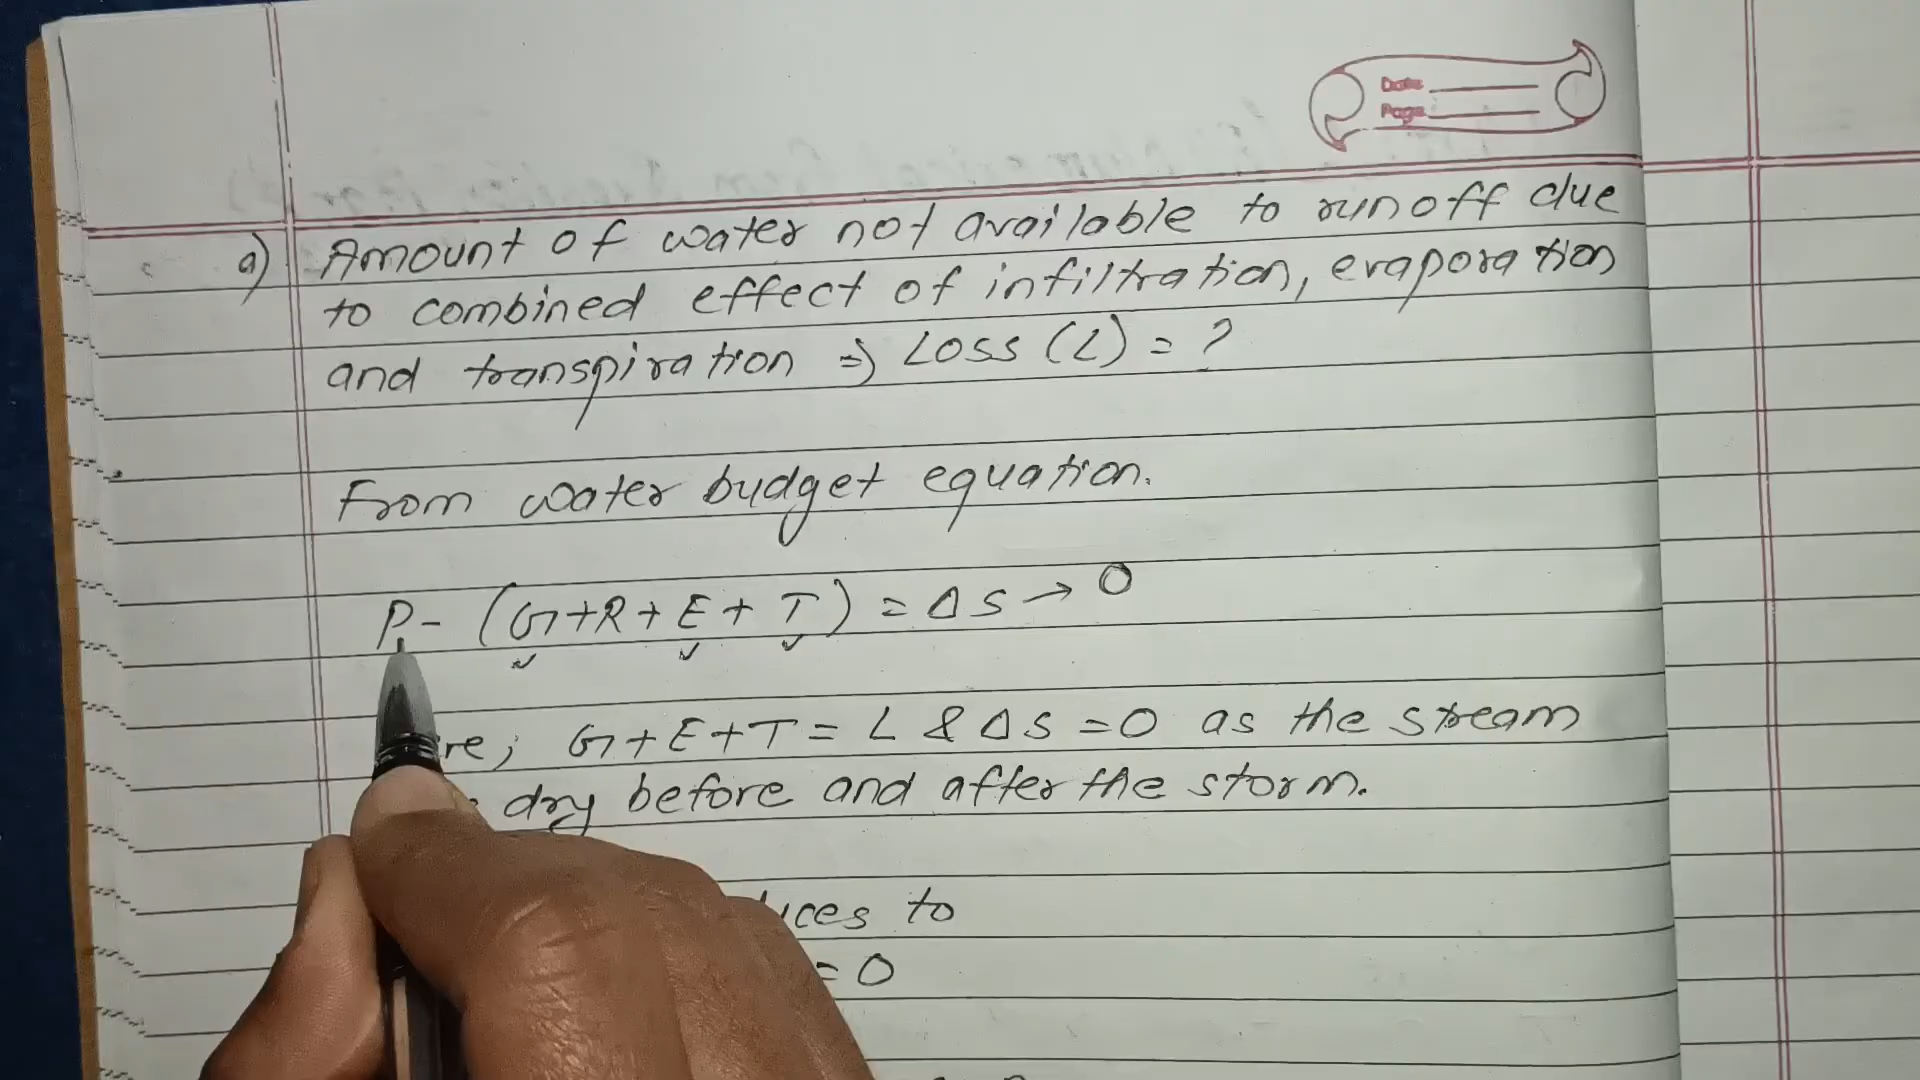 Date
Page
a) Amount of water not available to runoff due
to combined effect of infiltration, evaporation
and transpiration => Loss (L) = ?
From water budget equation.
P - (G+R+E+T) = ΔS → 0
G+E+T = L & ΔS = 0 as the stream
dry before and after the storm.
to
= 0